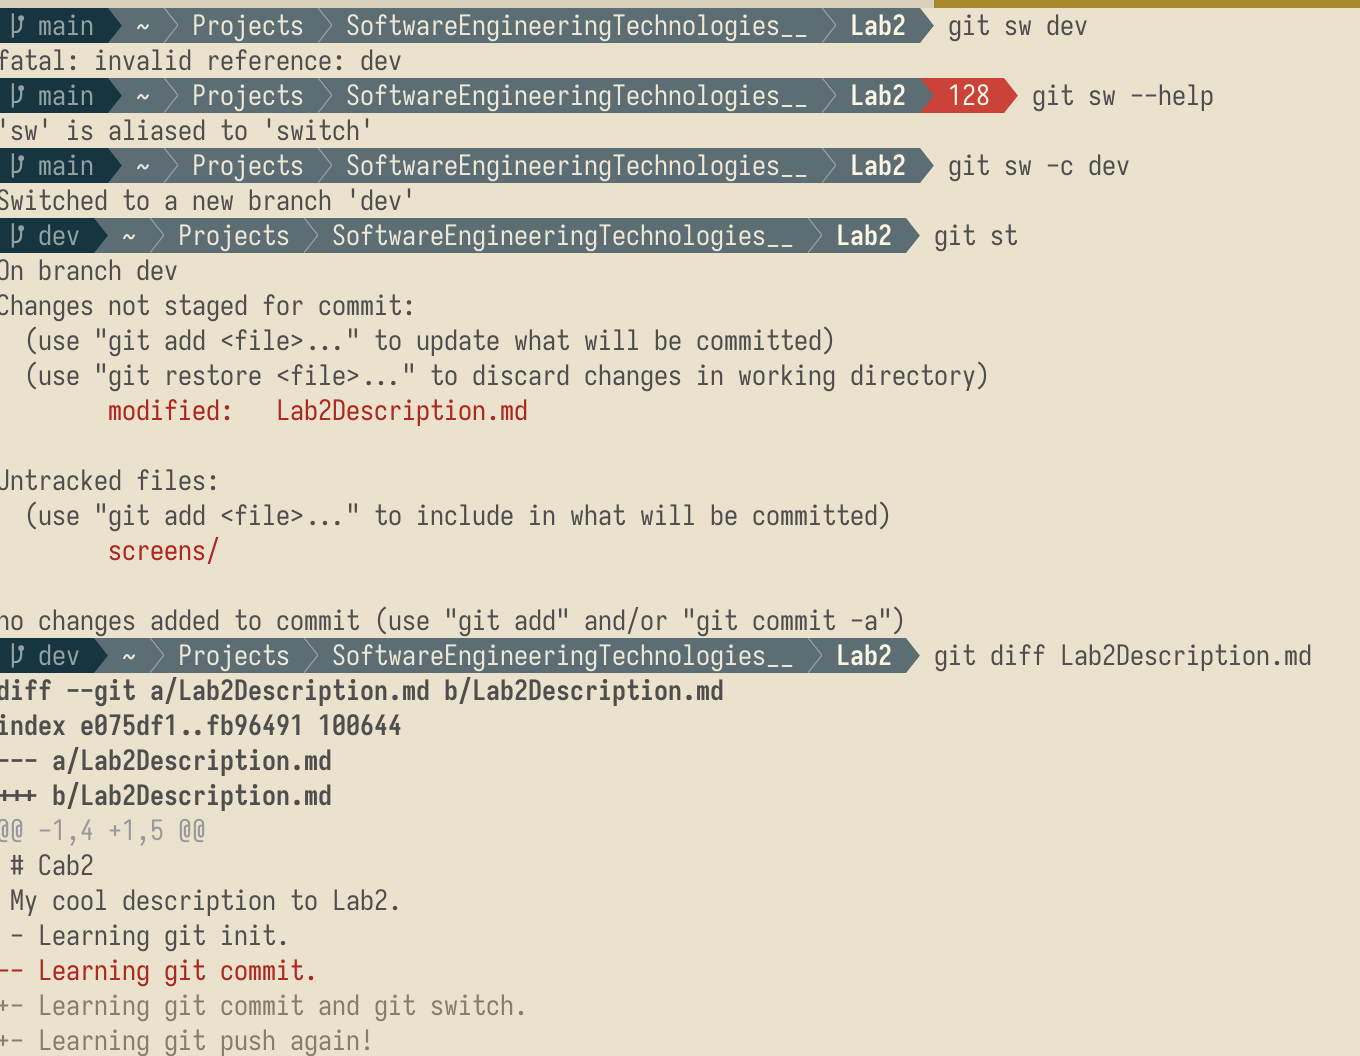 main ~ Projects SoftwareEngineeringTechnologies__ Lab2 git sw dev
fatal: invalid reference: dev
main ~ Projects SoftwareEngineeringTechnologies__ Lab2 128 git sw --help
'sw' is aliased to 'switch'
main ~ Projects SoftwareEngineeringTechnologies__ Lab2 git sw -c dev
Switched to a new branch 'dev'
dev ~ Projects SoftwareEngineeringTechnologies__ Lab2 git st
On branch dev
Changes not staged for commit:
  (use "git add <file>..." to update what will be committed)
  (use "git restore <file>..." to discard changes in working directory)
        modified:   Lab2Description.md

Untracked files:
  (use "git add <file>..." to include in what will be committed)
        screens/

no changes added to commit (use "git add" and/or "git commit -a")
dev ~ Projects SoftwareEngineeringTechnologies__ Lab2 git diff Lab2Description.md
diff --git a/Lab2Description.md b/Lab2Description.md
index e075df1..fb96491 100644
--- a/Lab2Description.md
+++ b/Lab2Description.md
@@ -1,4 +1,5 @@
 # Cab2
 My cool description to Lab2.
 - Learning git init.
-- Learning git commit.
+- Learning git commit and git switch.
+- Learning git push again!